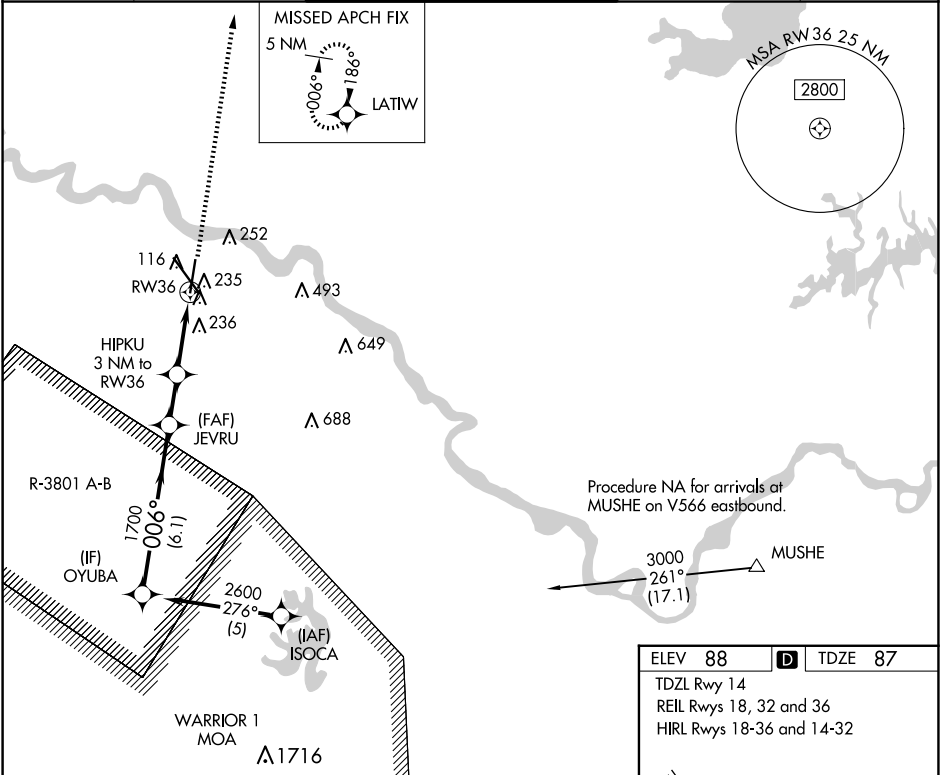 MISSED APCH FIX
5 NM
006°
186°
LATIW
MSA RW36 25 NM
2800
252
116
235
RW36
493
236
HIPKU
3 NM to
RW36
649
(FAF)
JEVRU
688
R-3801 A-B
Procedure NA for arrivals at
MUSHE on V566 eastbound.
1700
006°
(6.1)
(IF)
OYUBA
3000
261°
(17.1)
MUSHE
2600
276°
(5)
(IAF)
ISOCA
WARRIOR 1
MOA
1716
ELEV 88 D TDZE 87
TDZL Rwy 14
REIL Rwys 18, 32 and 36
HIRL Rwys 18-36 and 14-32